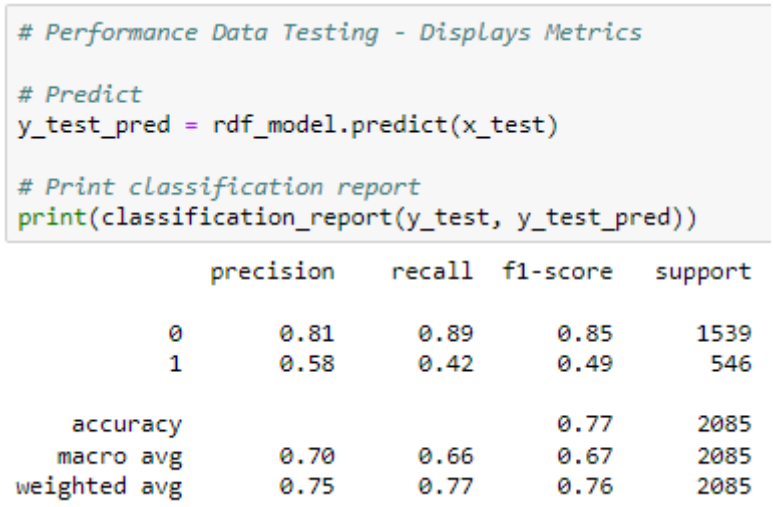 # Performance Data Testing - Displays Metrics
# Predict
y_test_pred = rdf_model.predict(x_test)
# Print classification report
print(classification_report(y_test, y_test_pred))
precision recall f1-score support
0 0.81 0.89 0.85 1539
1 0.58 0.42 0.49 546
accuracy 0.77 2085
macro avg 0.70 0.66 0.67 2085
weighted avg 0.75 0.77 0.76 2085